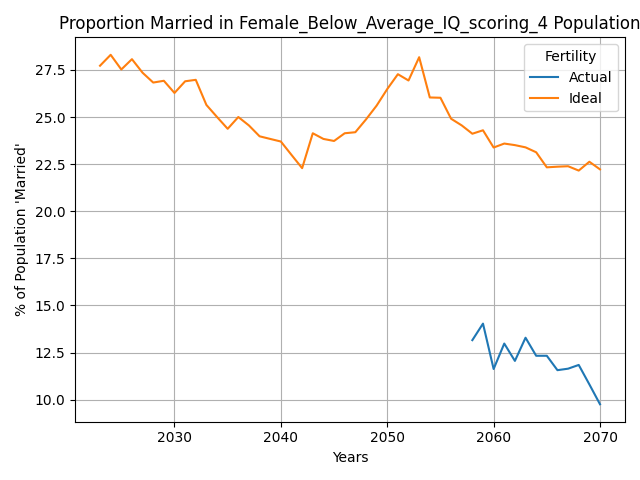 Proportion Married in Female_Below_Average_IQ_scoring_4 Population
% of Population 'Married'
27.5
25.0
22.5
20.0
17.5
15.0
12.5
10.0
Fertility
Actual
Ideal
2030 2040 2050 2060 2070
Years